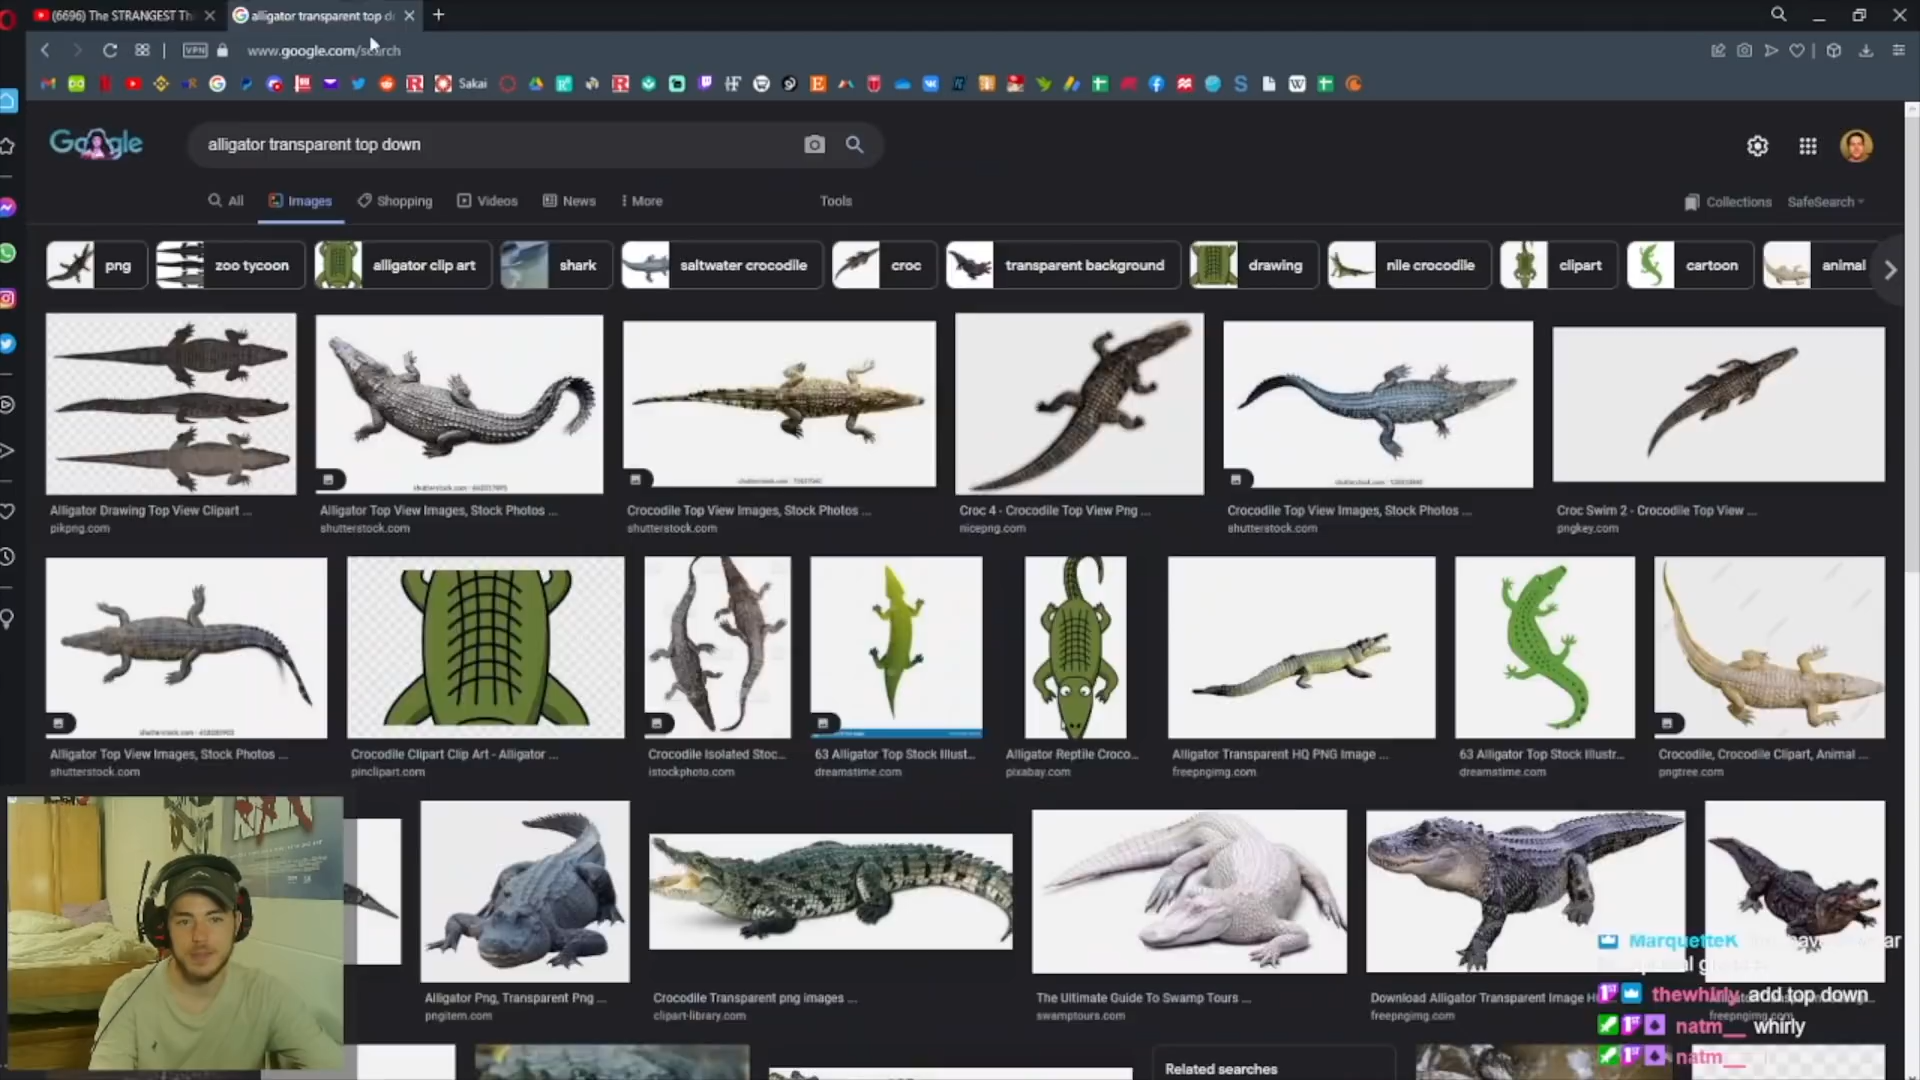 (6696) The STRANGEST Th
alligator transparent top d
VPN
www.google.com/search
Sakai
Google
alligator transparent top down
All
Images
Shopping
Videos
News
More
Tools
Collections
SafeSearch
png
zoo tycoon
alligator clip art
shark
saltwater crocodile
croc
transparent background
drawing
nile crocodile
clipart
cartoon
animal
Alligator Drawing Top View Clipart ...
pikpng.com
Alligator Top View Images, Stock Photos ...
shutterstock.com
Crocodile Top View Images, Stock Photos ...
shutterstock.com
Croc 4 - Crocodile Top View Png ...
nicepng.com
Crocodile Top View Images, Stock Photos ...
shutterstock.com
Croc Swim 2 - Crocodile Top View ...
pngkey.com
Alligator Top View Images, Stock Photos ...
shutterstock.com
Crocodile Clipart Clip Art - Alligator ...
pinclipart.com
Crocodile Isolated Stoc...
istockphoto.com
63 Alligator Top Stock Illust...
dreamstime.com
Alligator Reptile Croco...
pixabay.com
Alligator Transparent HQ PNG Image ...
freepngimg.com
63 Alligator Top Stock Illustr...
dreamstime.com
Crocodile, Crocodile Clipart, Animal ...
pngtree.com
Alligator Png, Transparent Png ...
pngitem.com
Crocodile Transparent png images ...
clipart-library.com
The Ultimate Guide To Swamp Tours ...
swamptours.com
Download Alligator Transparent Image H
freepngimg.com
freepngimg.com
Related searches
MarquetteK
thewhirly add top down
natm__ whirly
natm__